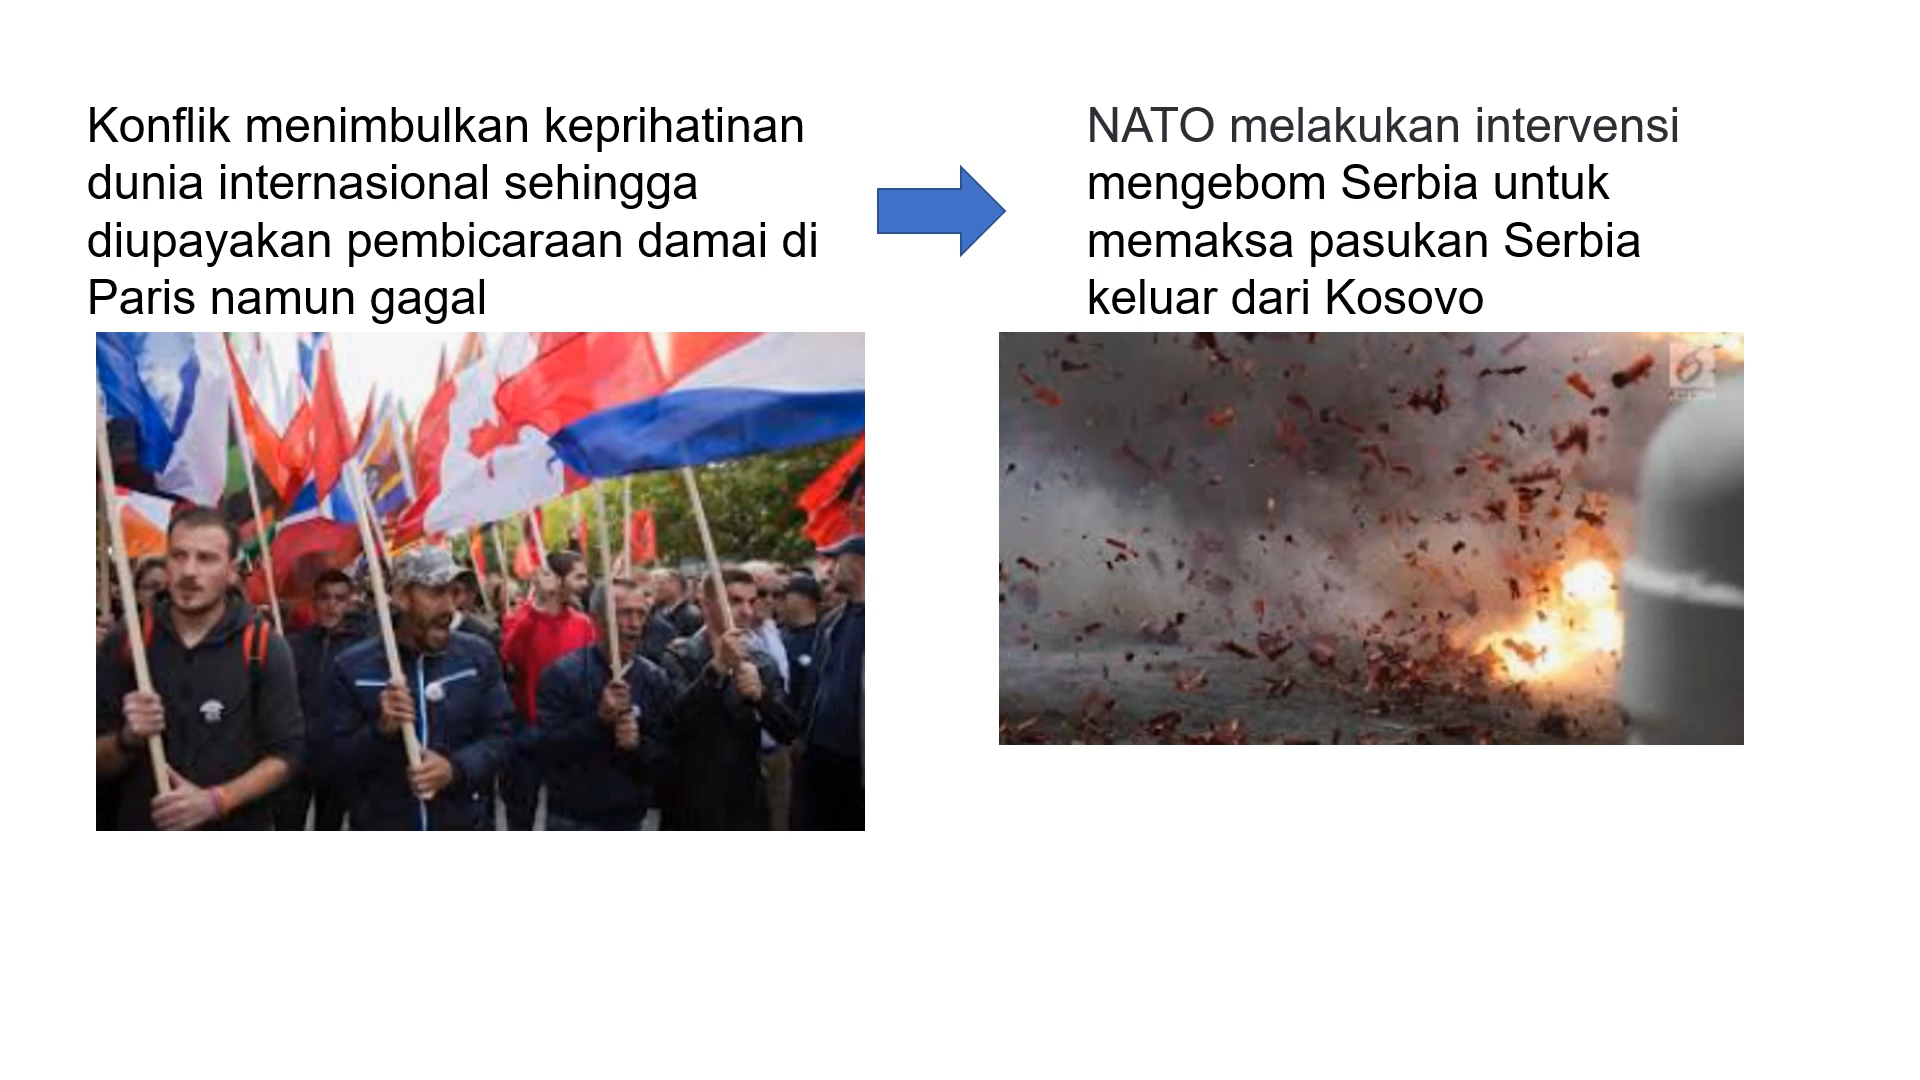 Konflik menimbulkan keprihatinan
dunia internasional sehingga
diupayakan pembicaraan damai di
Paris namun gagal
NATO melakukan intervensi
mengebom Serbia untuk
memaksa pasukan Serbia
keluar dari Kosovo
6